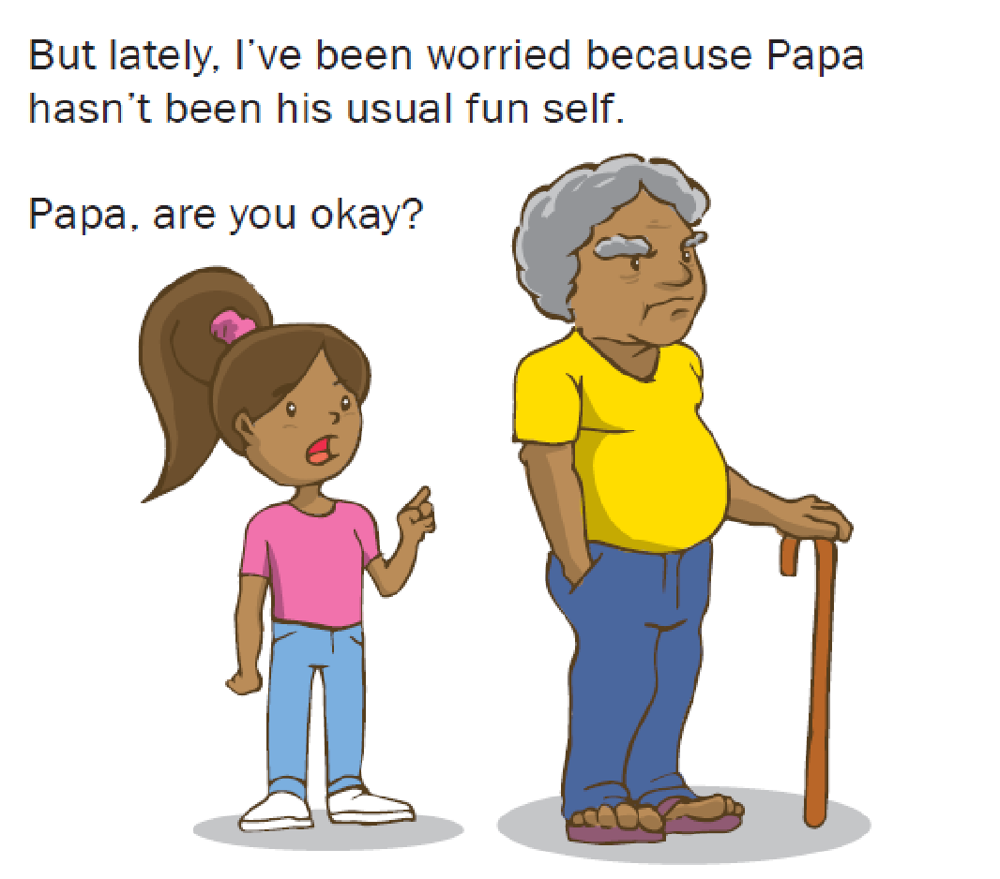 But lately, I’ve been worried because Papa
hasn’t been his usual fun self.
Papa, are you okay?